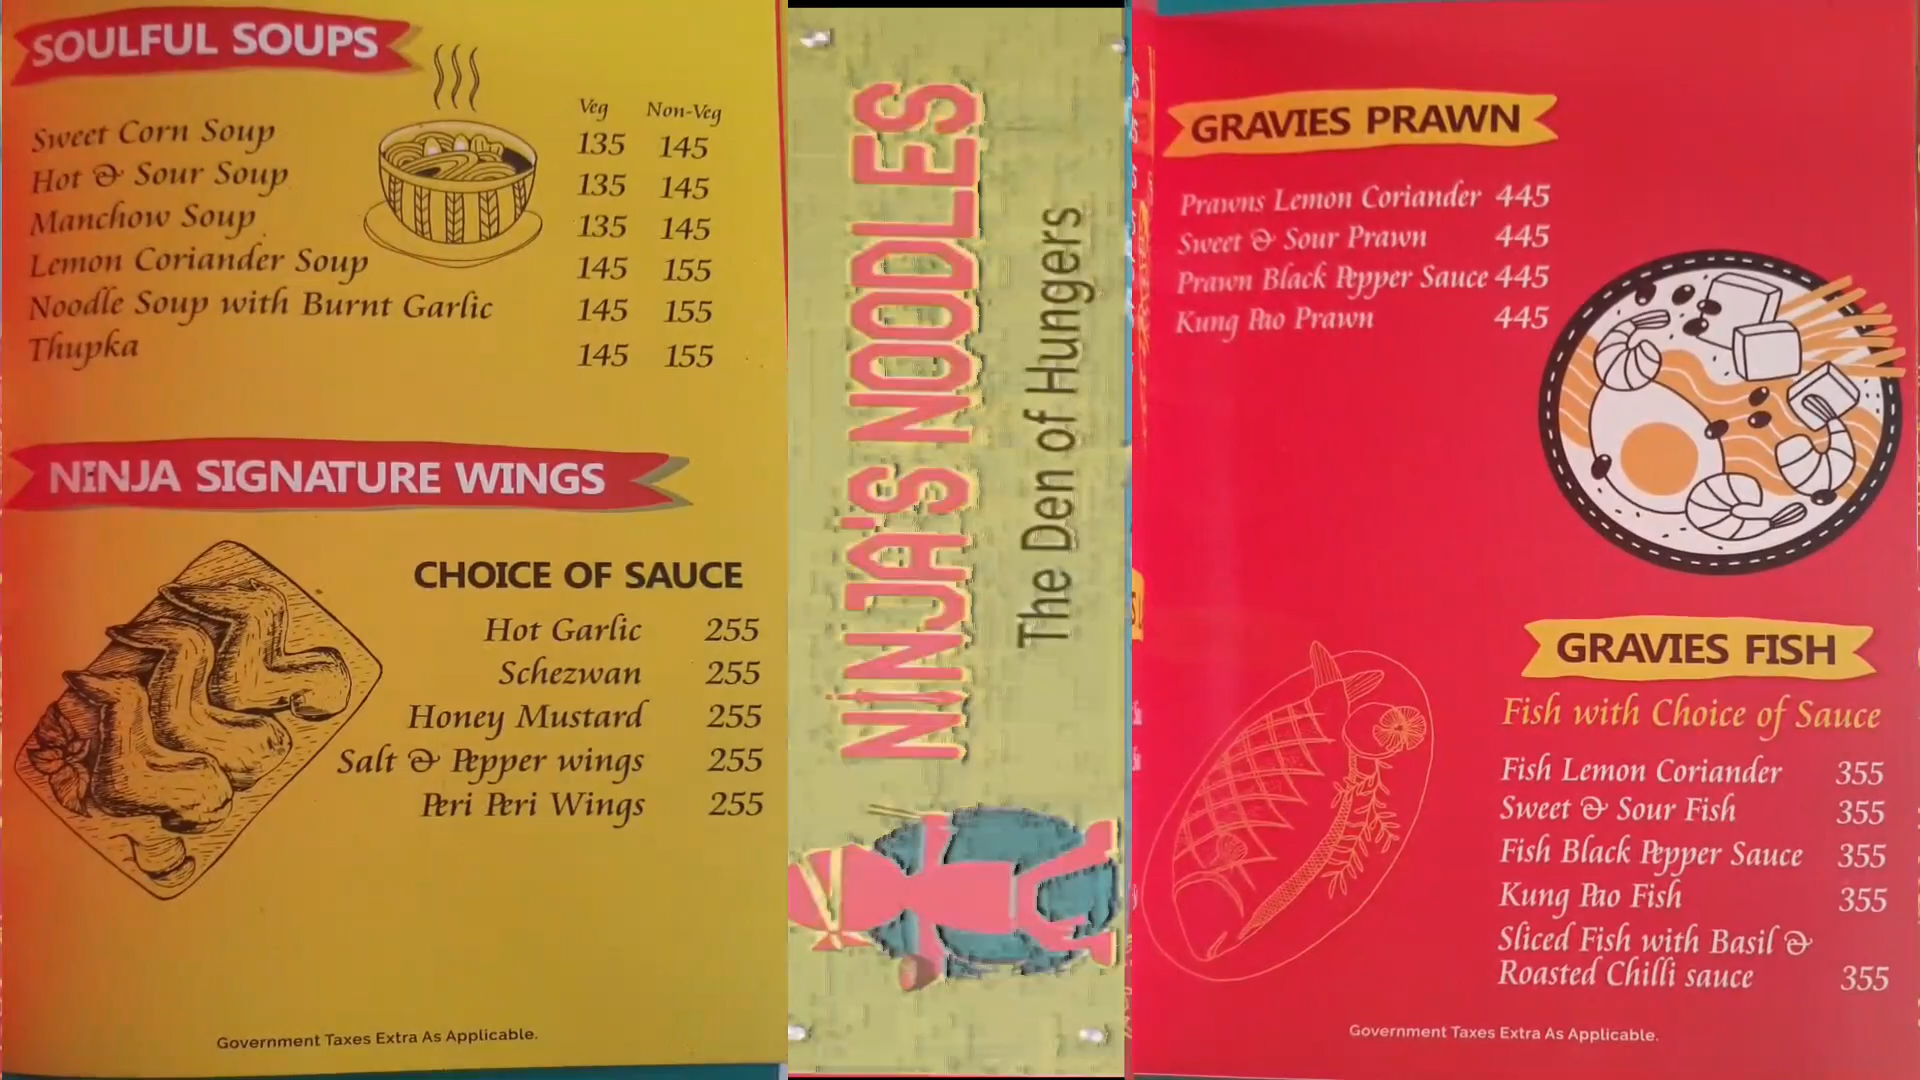 SOULFUL SOUPS
Veg Non-Veg
Sweet Corn Soup 135 145
Hot & Sour Soup 135 145
Manchow Soup 135 145
Lemon Coriander Soup 145 155
Noodle Soup with Burnt Garlic 145 155
Thupka 145 155
NINJA SIGNATURE WINGS
CHOICE OF SAUCE
Hot Garlic 255
Schezwan 255
Honey Mustard 255
Salt & Pepper wings 255
Peri Peri Wings 255
Government Taxes Extra As Applicable.
NINJA'S NOODLES
The Den of Hungers
GRAVIES PRAWN
Prawns Lemon Coriander 445
Sweet & Sour Prawn 445
Prawn Black Pepper Sauce 445
Kung Pao Prawn 445
GRAVIES FISH
Fish with Choice of Sauce
Fish Lemon Coriander 355
Sweet & Sour Fish 355
Fish Black Pepper Sauce 355
Kung Pao Fish 355
Sliced Fish with Basil &
Roasted Chilli sauce 355
Government Taxes Extra As Applicable.